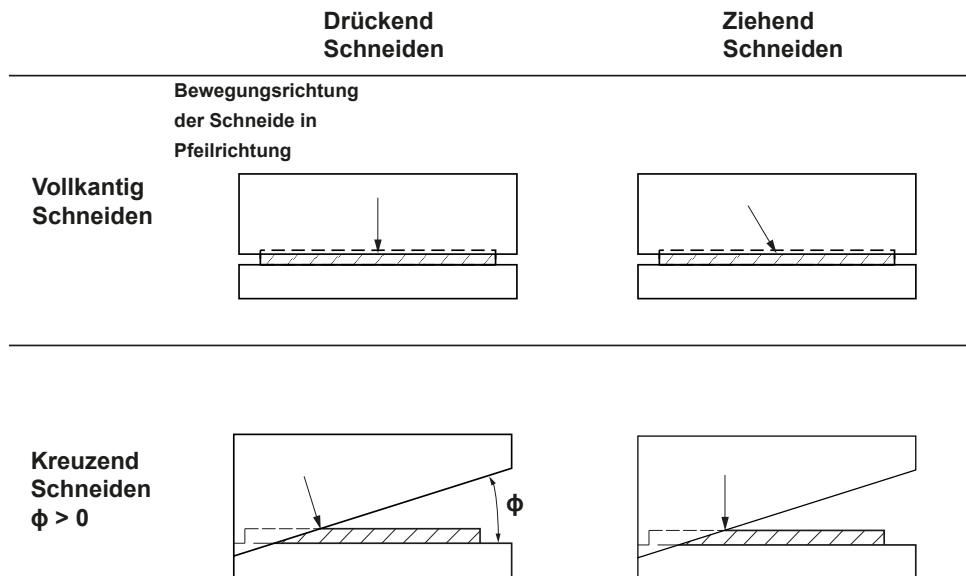 Drückend
Schneiden
Ziehend
Schneiden
Bewegungsrichtung
der Schneide in
Pfeilrichtung
Vollkantig
Schneiden
Kreuzend
Schneiden
ϕ > 0
ϕ